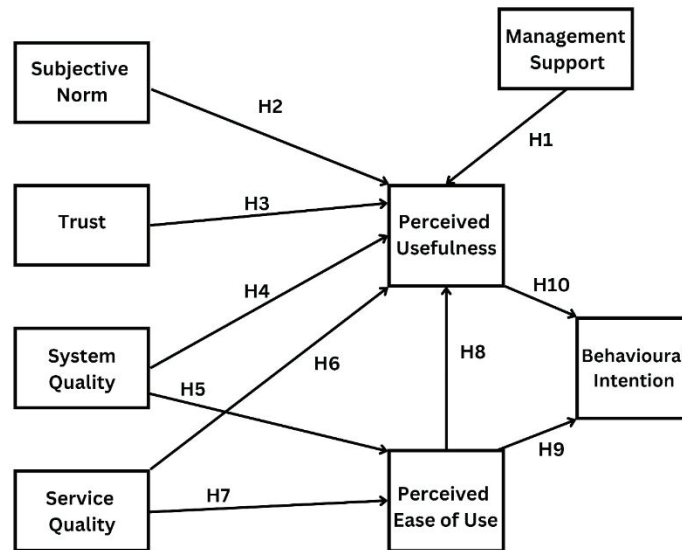 Management
Support
Subjective
Norm
H2
H1
Trust
H3
Perceived
Usefulness
H4
H10
System
Quality
H6
H8
Behavioural
Intention
H5
H9
Service
Quality
H7
Perceived
Ease of Use